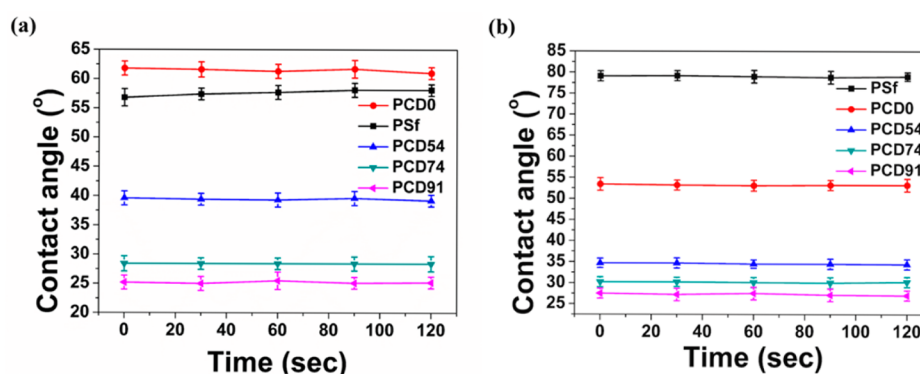 (a)
65
60
55
50
45
40
35
30
25
20
Contact angle (°)
PCD0
PSf
PCD54
PCD74
PCD91
0 20 40 60 80 100 120
Time (sec)
(b)
85
80
75
70
65
60
55
50
45
40
35
30
25
Contact angle (°)
PSf
PCD0
PCD54
PCD74
PCD91
0 20 40 60 80 100 120
Time (sec)